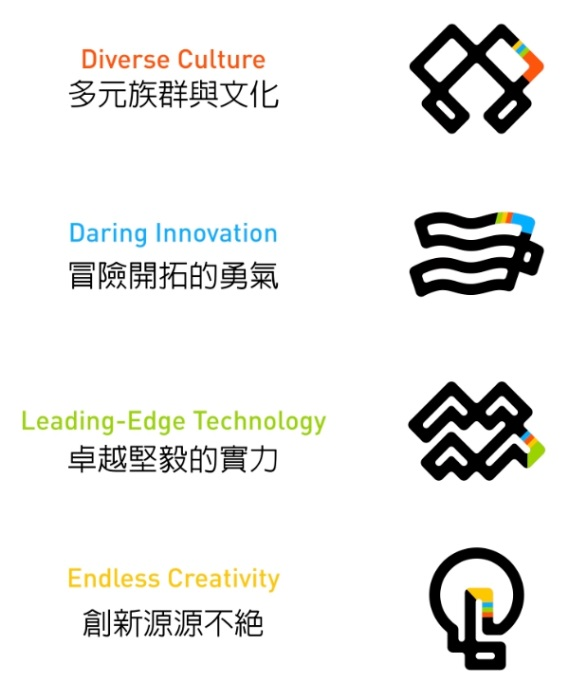 Diverse Culture
多元族群與文化
Daring Innovation
冒險開拓的勇氣
Leading-Edge Technology
卓越堅毅的實力
Endless Creativity
創新源源不絕